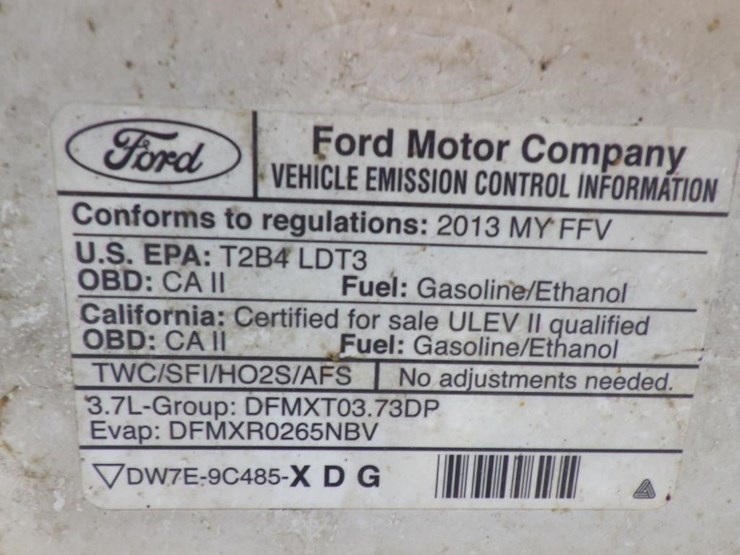 Ford
Ford Motor Company
VEHICLE EMISSION CONTROL INFORMATION
Conforms to regulations: 2013 MY FFV
U.S. EPA: T2B4 LDT3
OBD: CA II Fuel: Gasoline/Ethanol
California: Certified for sale ULEV II qualified
OBD: CA II Fuel: Gasoline/Ethanol
TWC/SFI/HO2S/AFS No adjustments needed.
3.7L-Group: DFMXT03.73DP
Evap: DFMXR0265NBV
▽DW7E-9C485-X D G